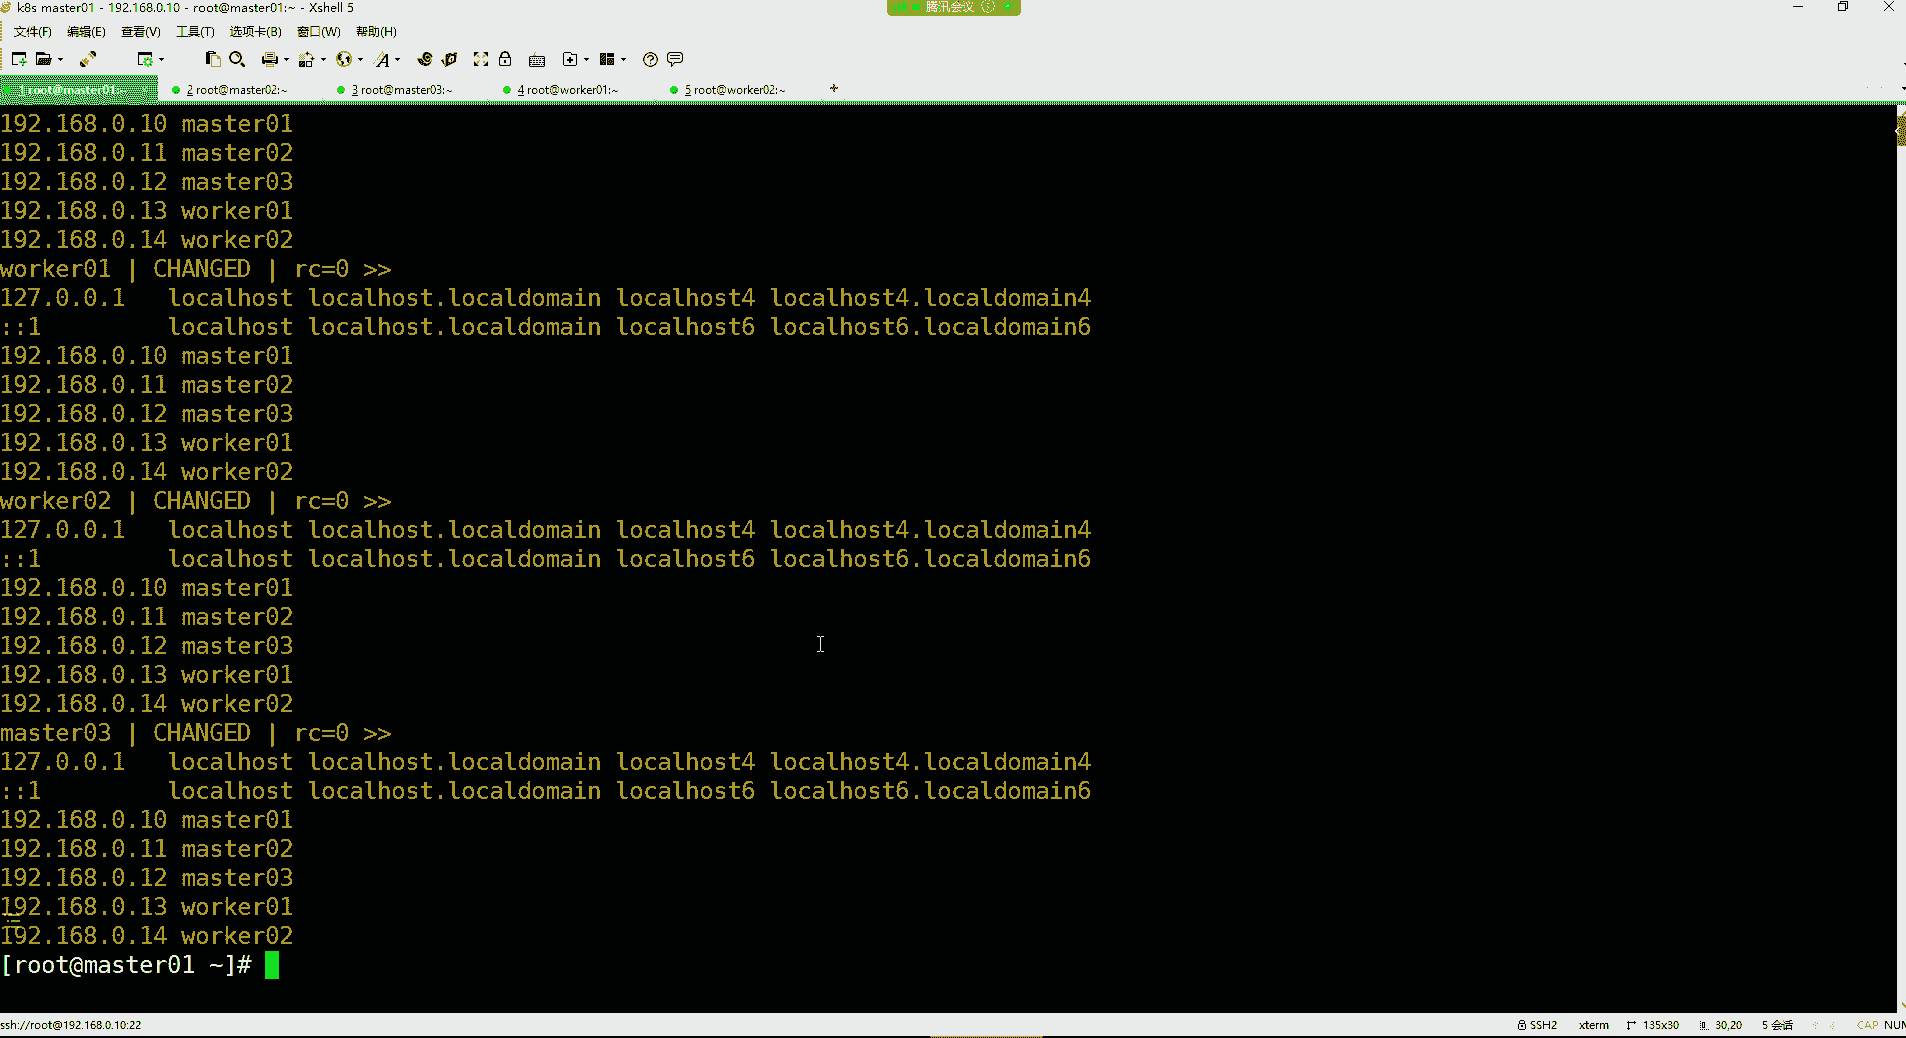 k8s master01 - 192.168.0.10 - root@master01:~ - Xshell 5
腾讯会议
文件(F) 编辑(E) 查看(V) 工具(T) 选项卡(B) 窗口(W) 帮助(H)
1 root@master01:~ 2 root@master02:~ 3 root@master03:~ 4 root@worker01:~ 5 root@worker02:~ +
192.168.0.10 master01
192.168.0.11 master02
192.168.0.12 master03
192.168.0.13 worker01
192.168.0.14 worker02
worker01 | CHANGED | rc=0 >>
127.0.0.1   localhost localhost.localdomain localhost4 localhost4.localdomain4
::1         localhost localhost.localdomain localhost6 localhost6.localdomain6
192.168.0.10 master01
192.168.0.11 master02
192.168.0.12 master03
192.168.0.13 worker01
192.168.0.14 worker02
worker02 | CHANGED | rc=0 >>
127.0.0.1   localhost localhost.localdomain localhost4 localhost4.localdomain4
::1         localhost localhost.localdomain localhost6 localhost6.localdomain6
192.168.0.10 master01
192.168.0.11 master02
192.168.0.12 master03
192.168.0.13 worker01
192.168.0.14 worker02
master03 | CHANGED | rc=0 >>
127.0.0.1   localhost localhost.localdomain localhost4 localhost4.localdomain4
::1         localhost localhost.localdomain localhost6 localhost6.localdomain6
192.168.0.10 master01
192.168.0.11 master02
192.168.0.12 master03
192.168.0.13 worker01
192.168.0.14 worker02
[root@master01 ~]#
ssh://root@192.168.0.10:22 SSH2 xterm 135x30 30,20 5 会话 CAP NUM